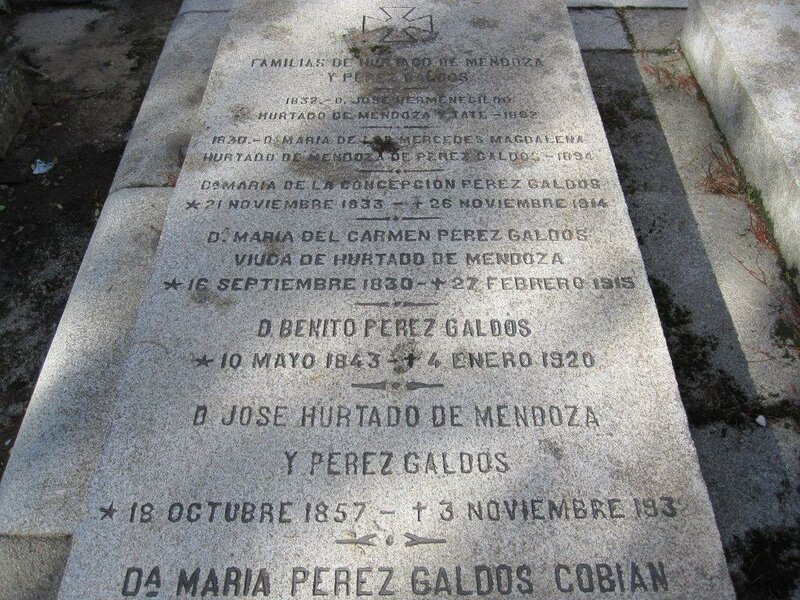 FAMILIAS DE HURTADO DE MENDOZA
Y PEREZ GALDOS
1832.-D. JOSE HERMENEGILDO
HURTADO DE MENDOZA Y TATE -1892
1830.-Dª MARIA DE LAS MERCEDES MAGDALENA
HURTADO DE MENDOZA DE PEREZ GALDOS-1894
Dª MARIA DE LA CONCEPCION PEREZ GALDOS
*21 NOVIEMBRE 1833 -+26 NOVIEMBRE 1914
D.ª MARIA DEL CARMEN PEREZ GALDOS
VIUDA DE HURTADO DE MENDOZA
*16 SEPTIEMBRE 1830-+27 FEBRERO 1915
D. BENITO PEREZ GALDOS
*10 MAYO 1843-+4 ENERO 1920
D. JOSE HURTADO DE MENDOZA
Y PEREZ GALDOS
*18 OCTUBRE 1857 - +3 NOVIEMBRE
Dª MARIA PEREZ GALDOS COBIAN